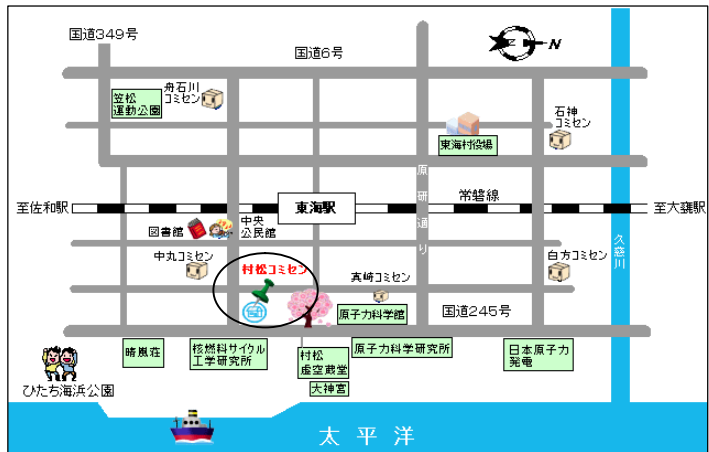 国道349号
国道6号
N
笠松
運動公園
舟石川
コミセン
石神
コミセン
東海村役場
原研通り
常磐線
至佐和駅
東海駅
至大甕駅
図書館
中央
公民館
久慈川
中丸コミセン
村松コミセン
真崎コミセン
白方コミセン
原子力科学館
国道245号
晴嵐荘
核燃料サイクル
工学研究所
村松
虚空蔵堂
大神宮
原子力科学研究所
日本原子力
発電
ひたち海浜公園
太平洋